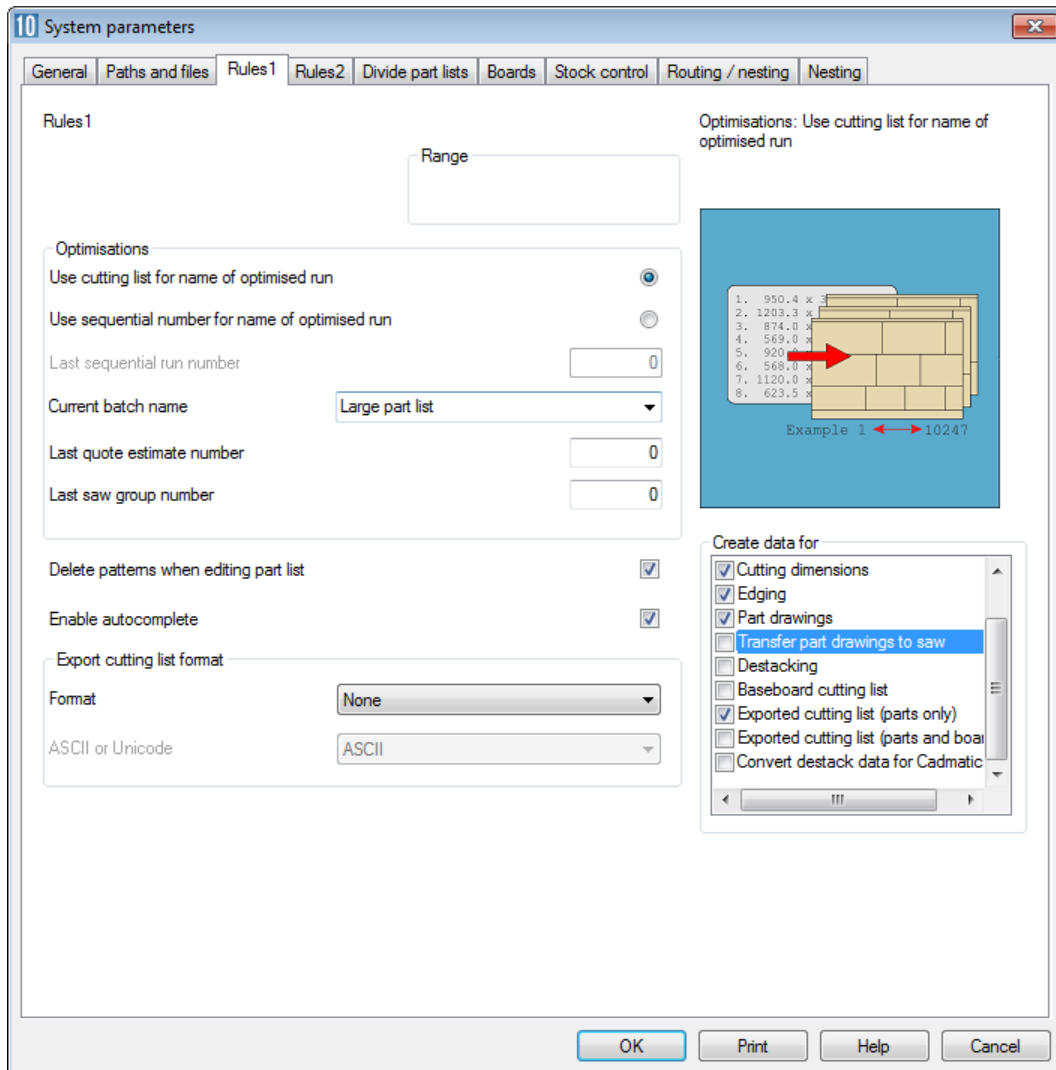 10 System parameters
General Paths and files Rules1 Rules2 Divide part lists Boards Stock control Routing / nesting Nesting
Rules1
Optimisations: Use cutting list for name of
optimised run
Range
Optimisations
Use cutting list for name of optimised run
Use sequential number for name of optimised run
Last sequential run number 0
Current batch name Large part list
Last quote estimate number 0
Last saw group number 0
1. 950.4 x 3
2. 1203.3 x
3. 874.0 x
4. 569.0 x
5. 920
6. 568.0 x
7. 1120.0 x
8. 623.5 x
Example 1 10247
Delete patterns when editing part list
Enable autocomplete
Export cutting list format
Format None
ASCII or Unicode ASCII
Create data for
Cutting dimensions
Edging
Part drawings
Transfer part drawings to saw
Destacking
Baseboard cutting list
Exported cutting list (parts only)
Exported cutting list (parts and boar
Convert destack data for Cadmatic
OK Print Help Cancel